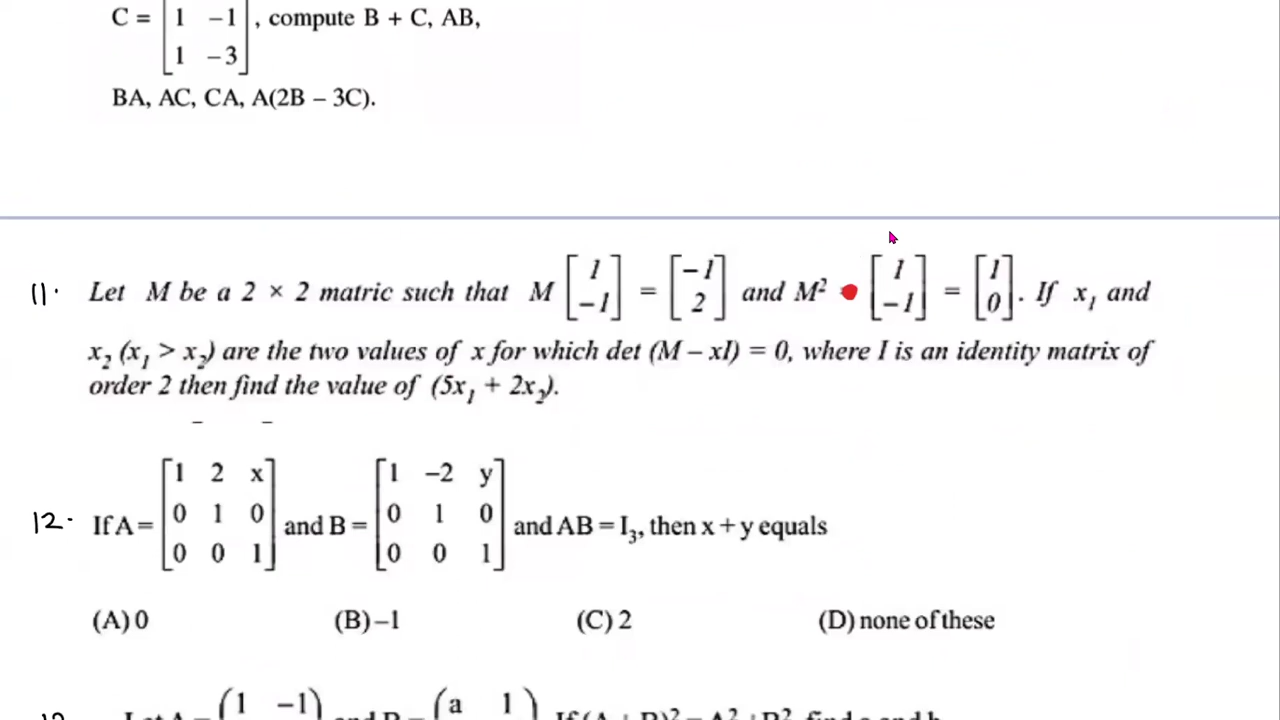 C = [1 −1; 1 −3], compute B + C, AB,
BA, AC, CA, A(2B – 3C).
11. Let M be a 2 × 2 matric such that M [1; −1] = [−1; 2] and M² [1; −1] = [1; 0]. If x₁ and
x₂ (x₁ > x₂) are the two values of x for which det (M – xI) = 0, where I is an identity matrix of
order 2 then find the value of (5x₁ + 2x₂).
12. If A = [1 2 x; 0 1 0; 0 0 1] and B = [1 −2 y; 0 1 0; 0 0 1] and AB = I₃, then x + y equals
(A) 0 (B) –1 (C) 2 (D) none of these
(1 −1) (a 1)